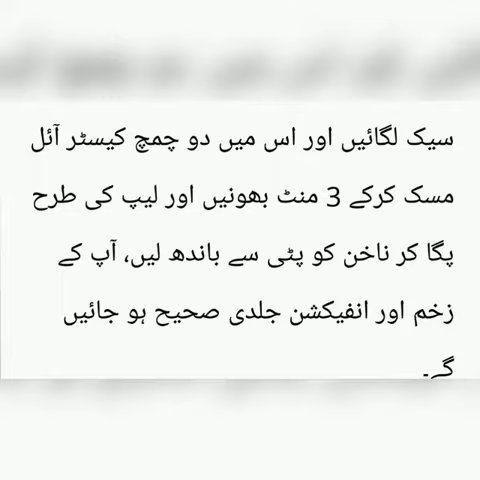 سیک لگائیں اور اس میں دو چمچ کیسٹر آئل
مسک کرکے 3 منٹ بھونیں اور لیپ کی طرح
پگا کر ناخن کو پٹی سے باندھ لیں، آپ کے
زخم اور انفیکشن جلدی صحیح ہو جائیں
گے۔